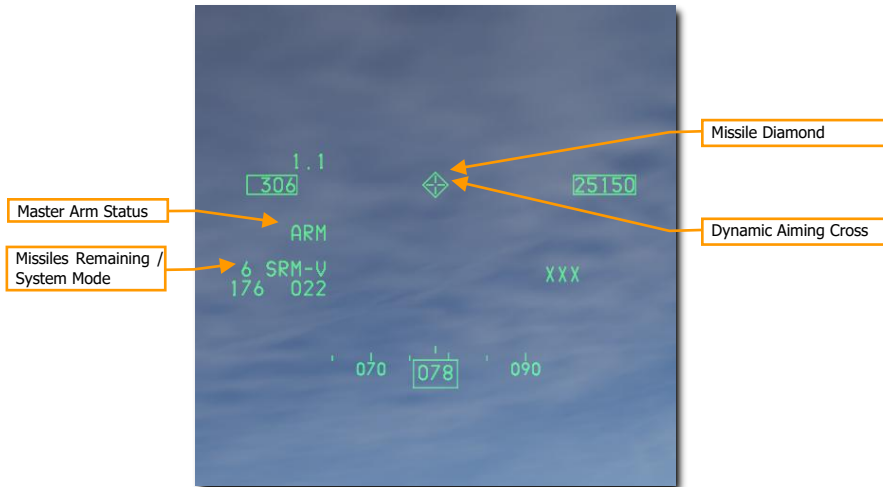 Missile Diamond
1.1
306
25150
Master Arm Status
Dynamic Aiming Cross
ARM
Missiles Remaining /
System Mode
6 SRM-V
XXX
176 022
070 078 090